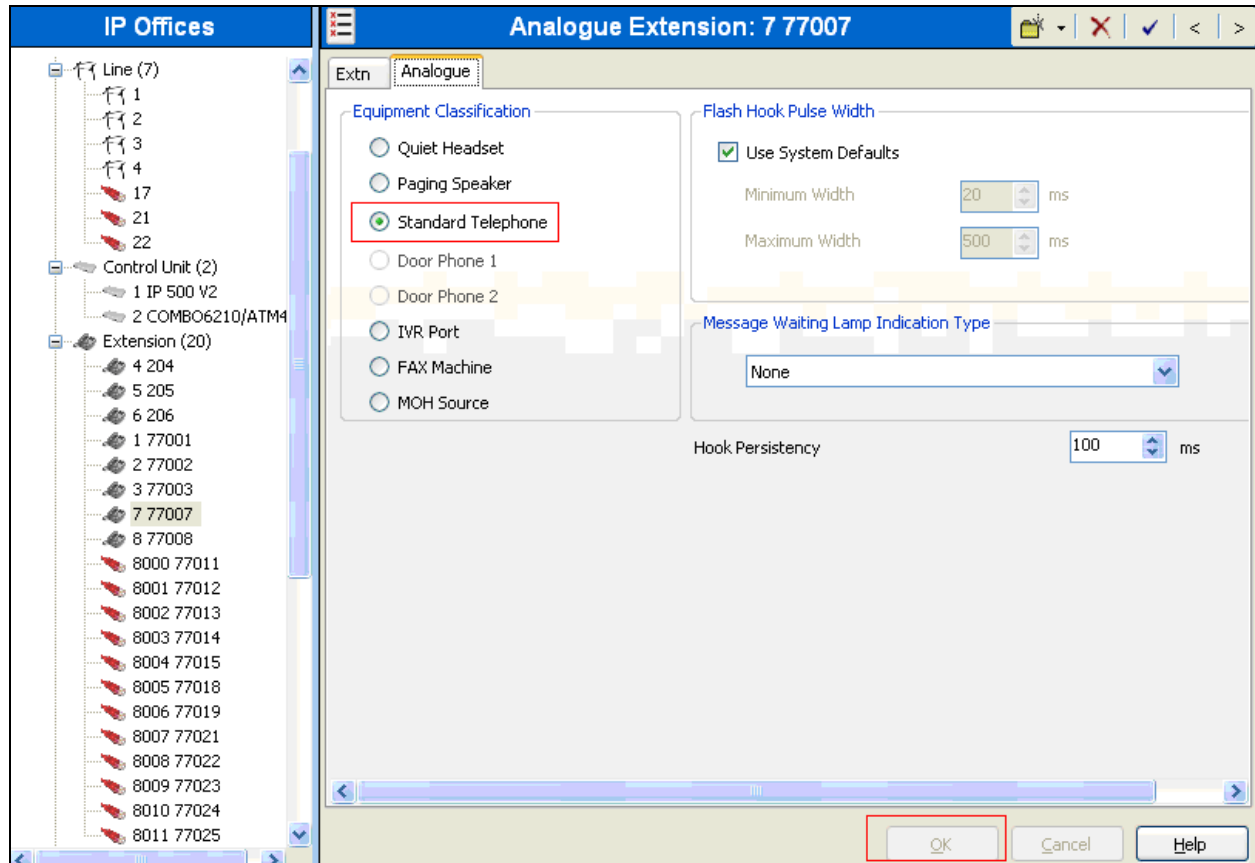 IP Offices
Line (7)
1
2
3
4
17
21
22
Control Unit (2)
1 IP 500 V2
2 COMBO6210/ATM4
Extension (20)
4 204
5 205
6 206
1 77001
2 77002
3 77003
7 77007
8 77008
8000 77011
8001 77012
8002 77013
8003 77014
8004 77015
8005 77018
8006 77019
8007 77021
8008 77022
8009 77023
8010 77024
8011 77025
Analogue Extension: 7 77007
Extn
Analogue
Equipment Classification
Quiet Headset
Paging Speaker
Standard Telephone
Door Phone 1
Door Phone 2
IVR Port
FAX Machine
MOH Source
Flash Hook Pulse Width
Use System Defaults
Minimum Width 20 ms
Maximum Width 500 ms
Message Waiting Lamp Indication Type
None
Hook Persistency 100 ms
OK
Cancel
Help